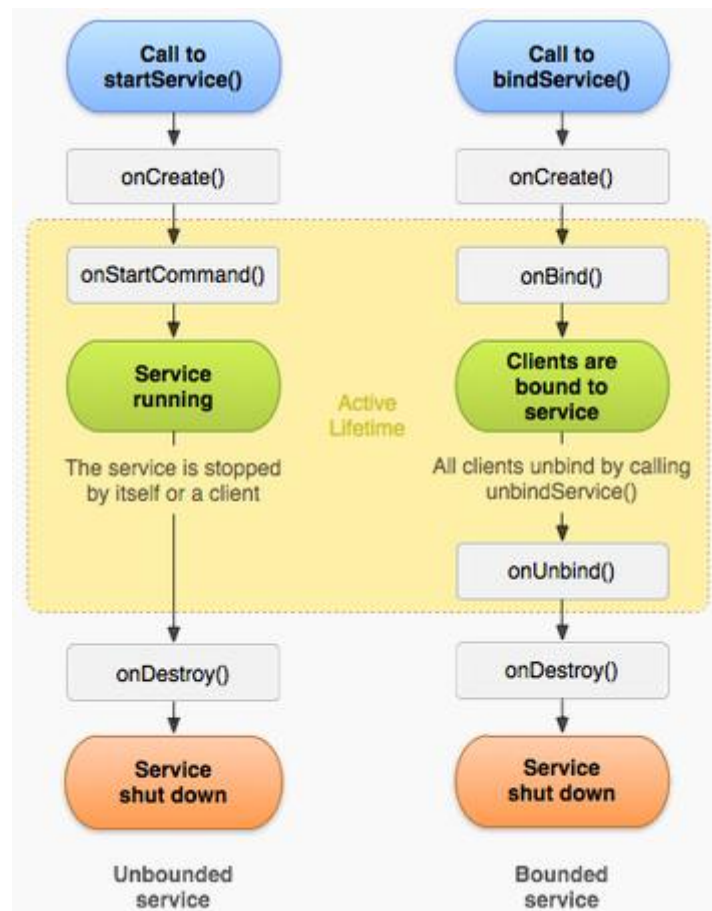 Call to
startService()
onCreate()
onStartCommand()
Service
running
The service is stopped
by itself or a client
onDestroy()
Service
shut down
Unbounded
service
Active
Lifetime
Call to
bindService()
onCreate()
onBind()
Clients are
bound to
service
All clients unbind by calling
unbindService()
onUnbind()
onDestroy()
Service
shut down
Bounded
service